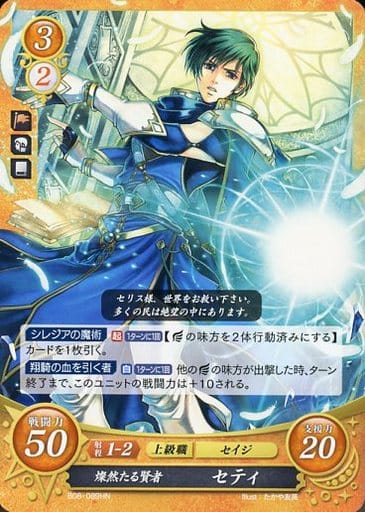 3
2
セリス様、世界をお救い下さい。
多くの民は絶望の中にあります。
シレジアの魔術 起 1ターンに1回 【の味方を2体行動済みにする】
カードを1枚引く。
翔騎の血を引く者 自 1ターンに1回 他の の味方が出撃した時、ターン
終了まで、このユニットの戦闘力は+10される。
戦闘力
50
射程 1-2 上級職 セイジ
支援力
20
燦然たる賢者 セティ
B08-089HN
Illust：たかや友英